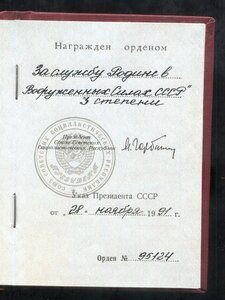 Награжден орденом
„За службу Родине в
Вооруженных Силах СССР"
3 степени
Президент
Союза Советских
Социалистических Республик
М. Горбачев
Указ Президента СССР
от „28" ноября 1991 г.
Орден № 95124